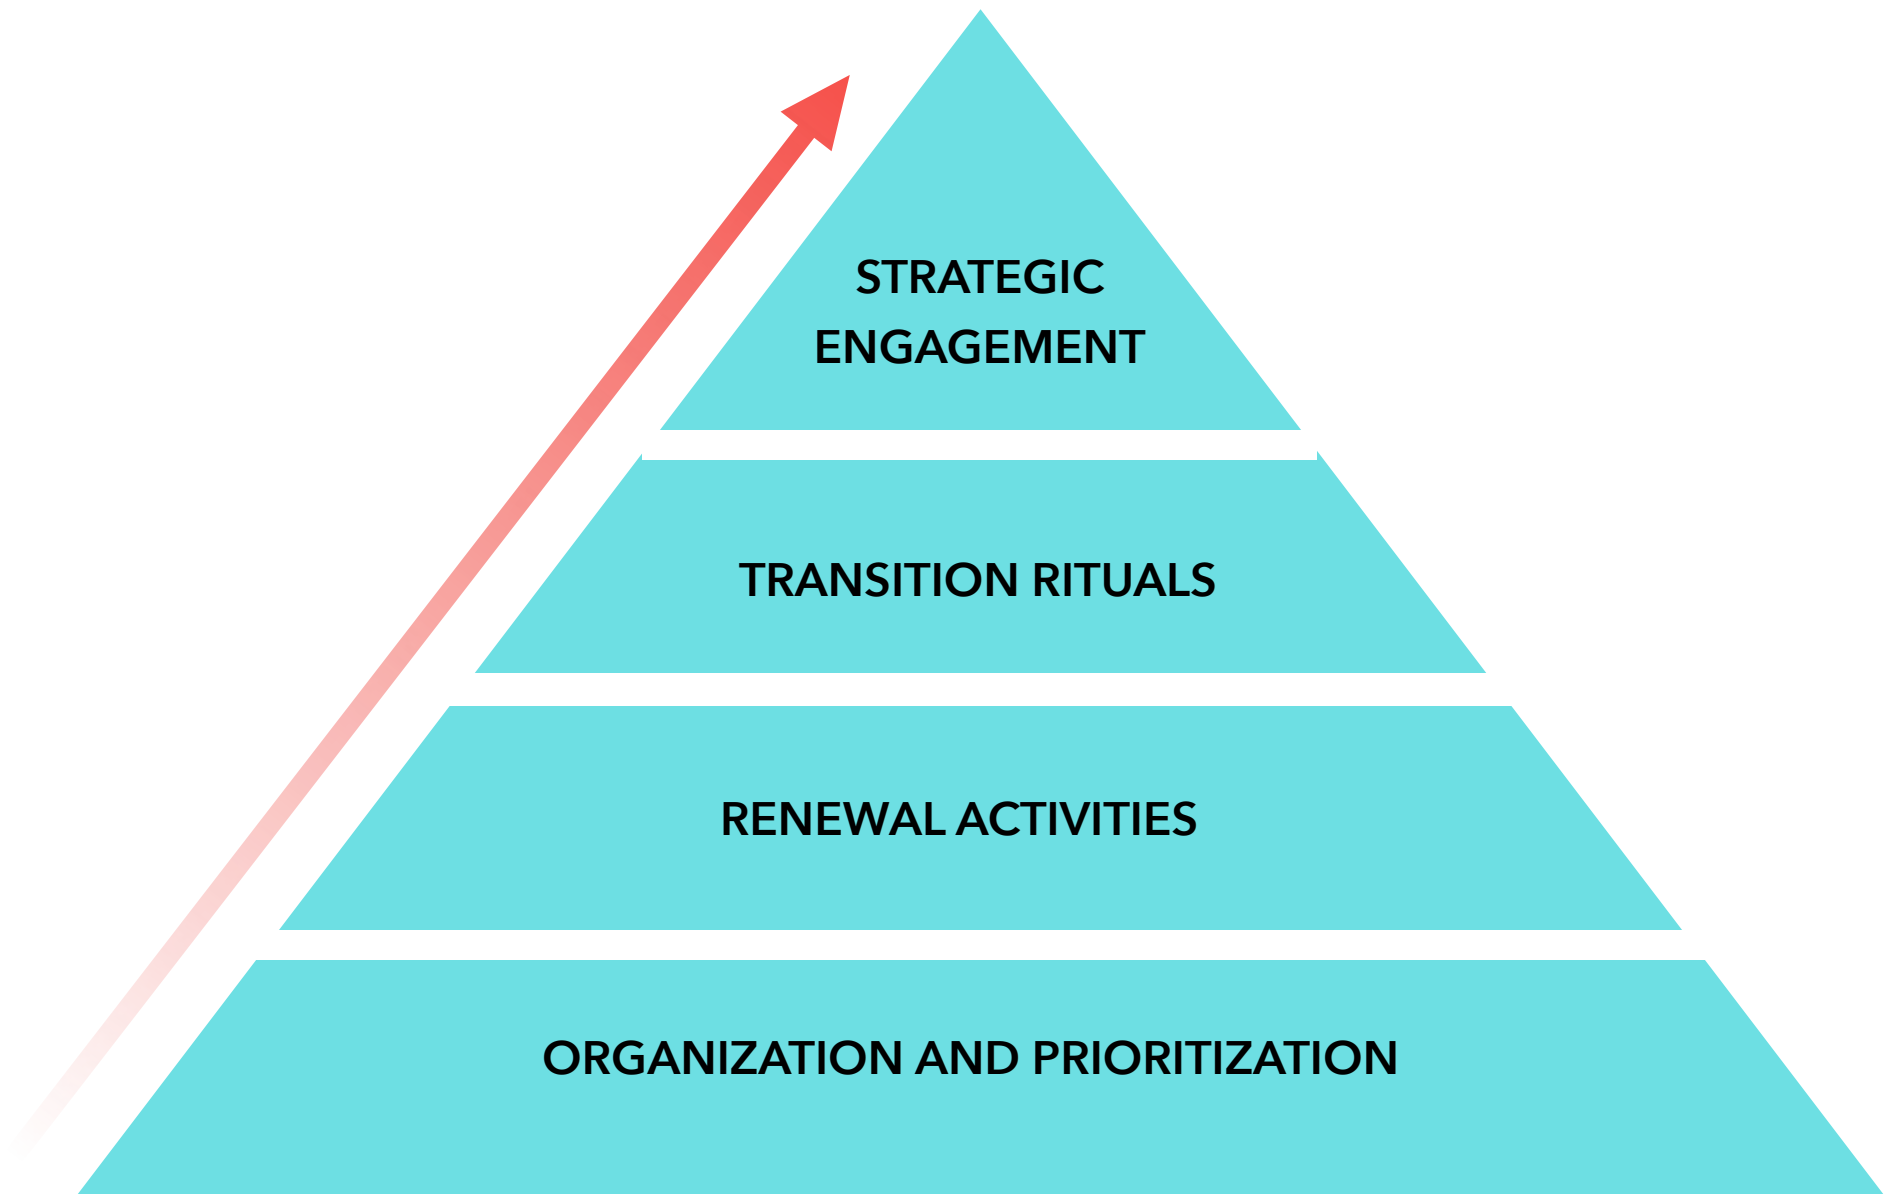 STRATEGIC
ENGAGEMENT
TRANSITION RITUALS
RENEWAL ACTIVITIES
ORGANIZATION AND PRIORITIZATION